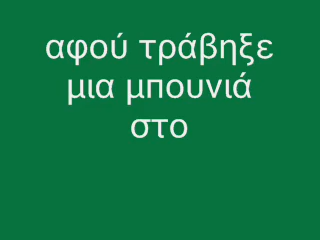 αφού τράβηξε
μια μπουνιά
στο